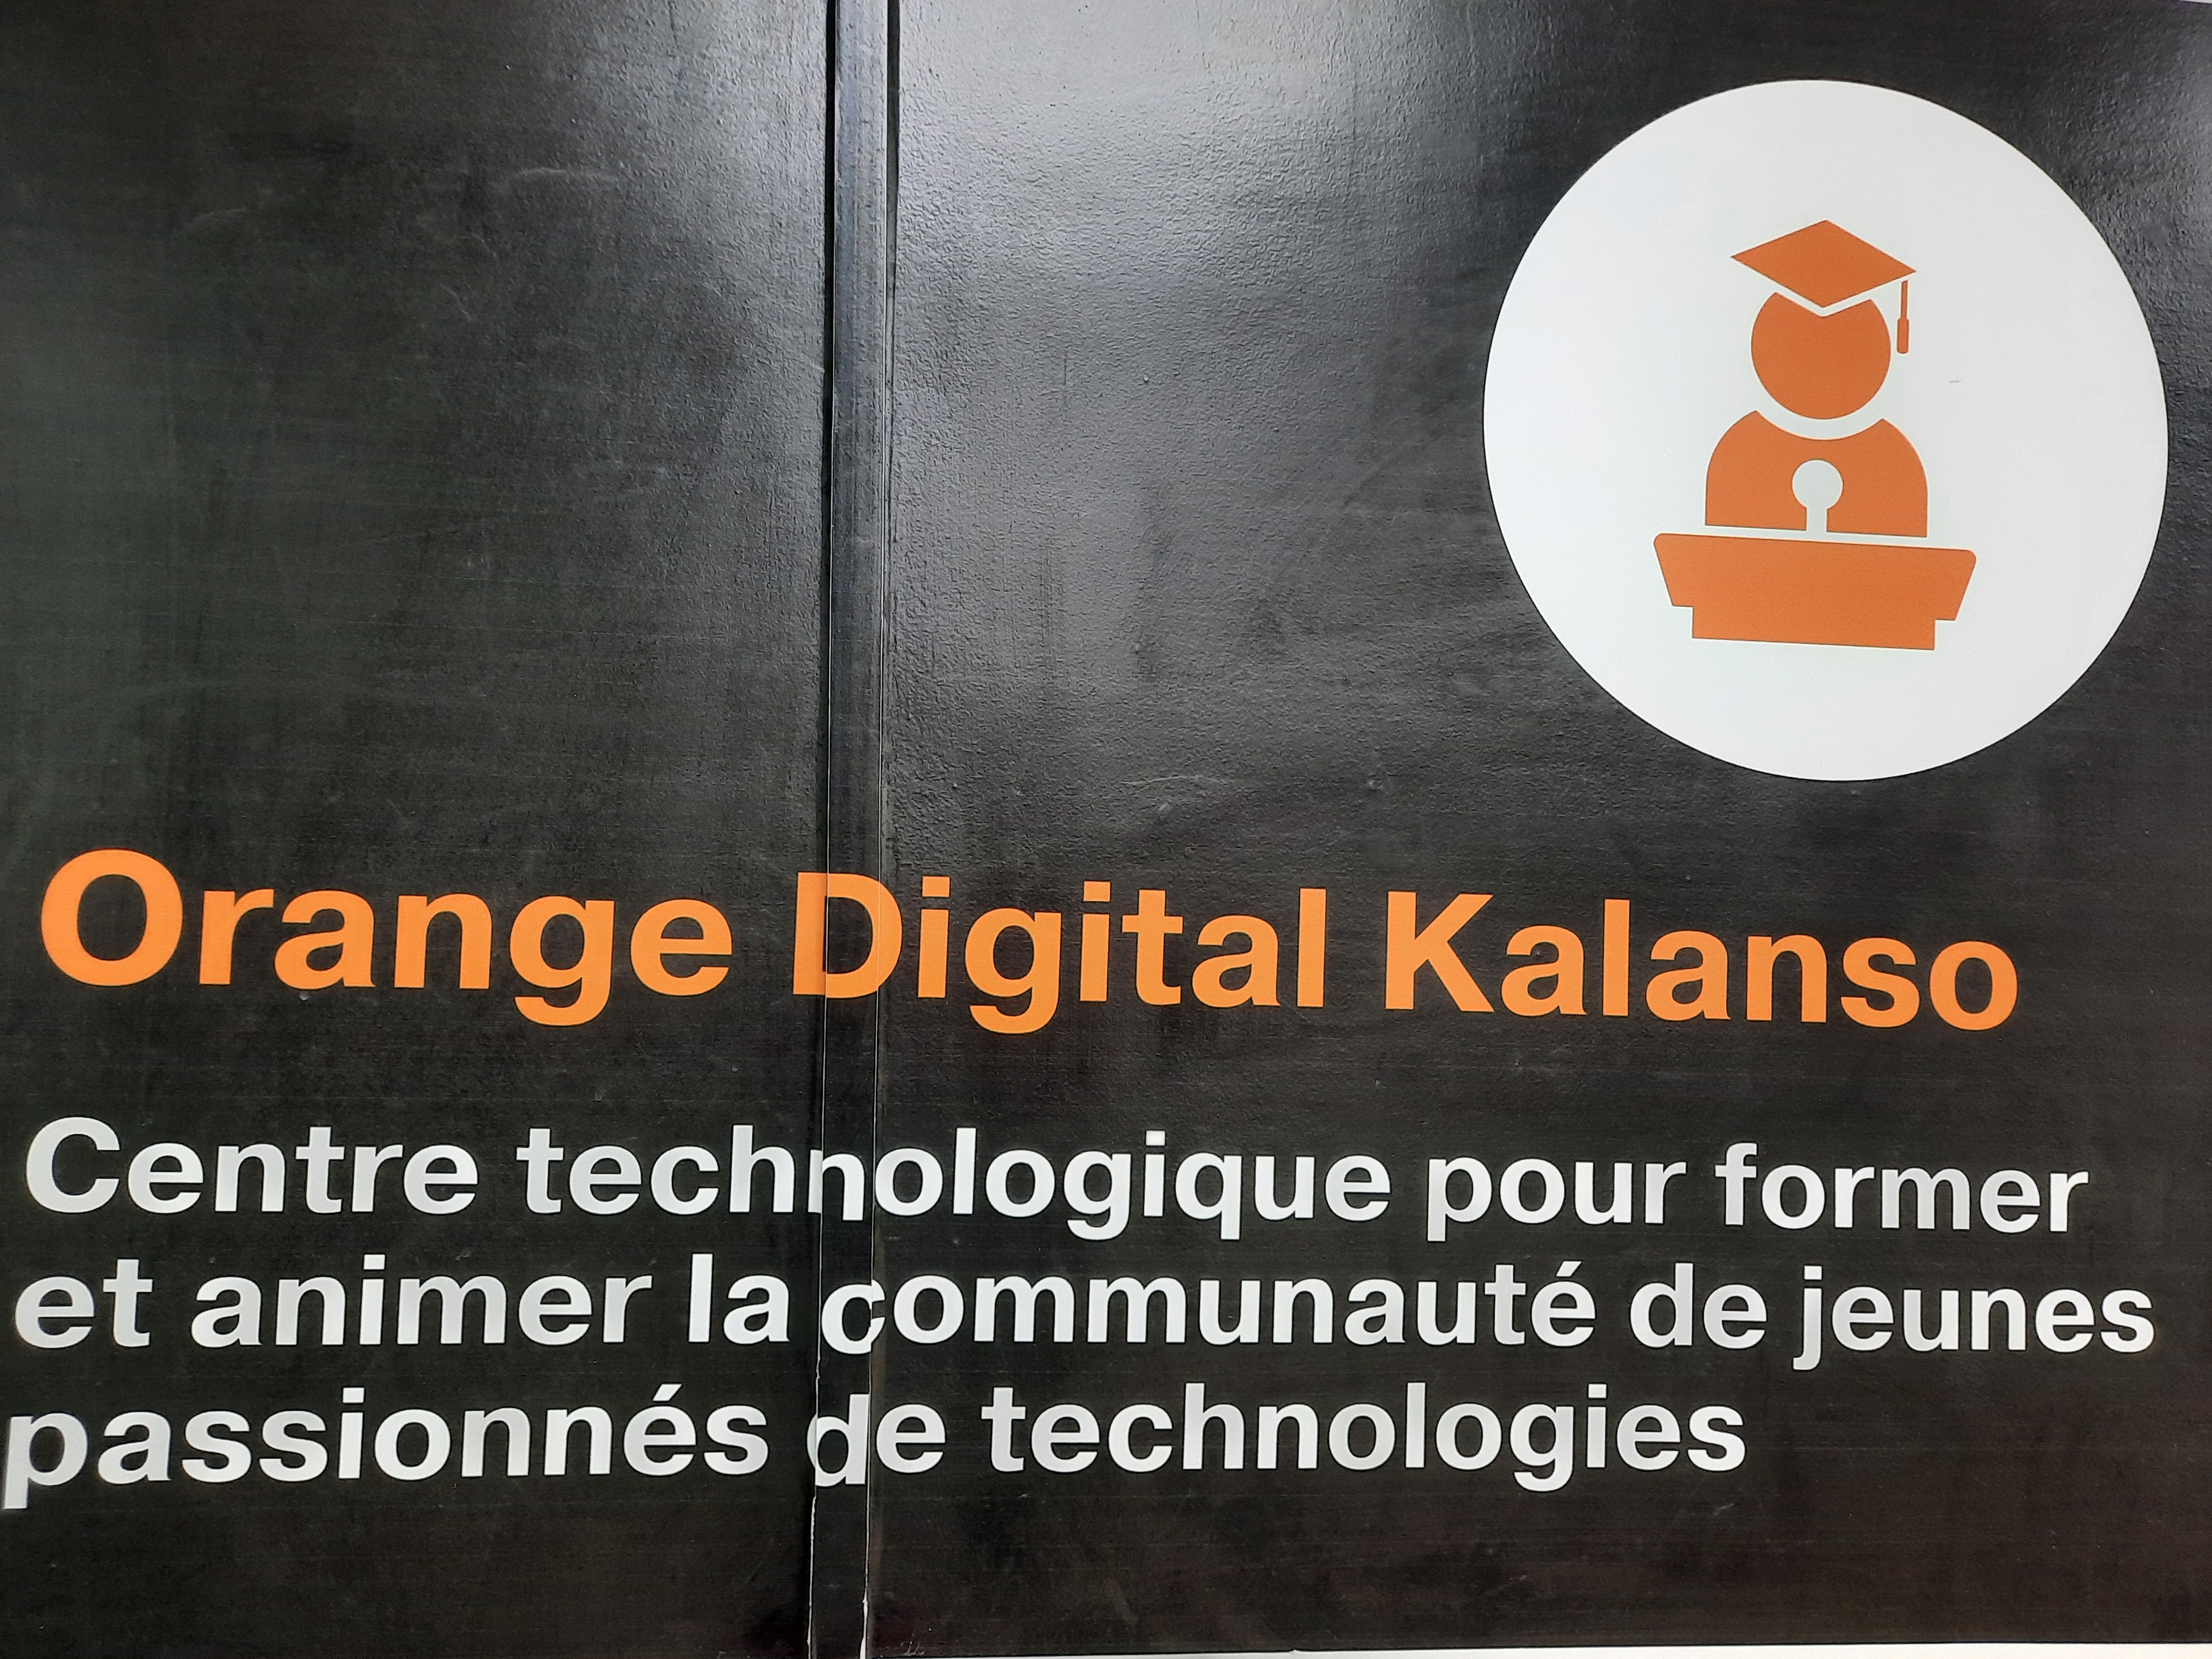 Orange Digital Kalanso
Centre technologique pour former
et animer la communauté de jeunes
passionnés de technologies